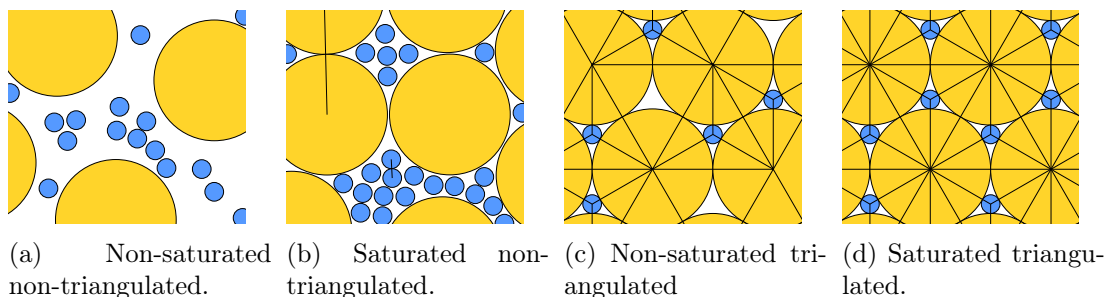 (a) Non-saturated
non-triangulated.
(b) Saturated non-
triangulated.
(c) Non-saturated tri-
angulated
(d) Saturated triangu-
lated.